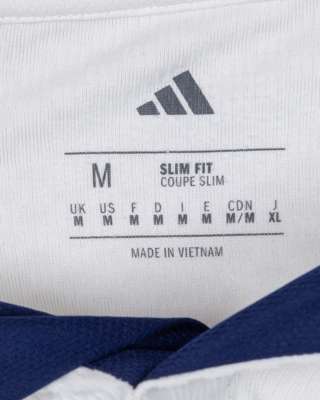 M
SLIM FIT
COUPE SLIM
UK US F D I E CDN J
M M M M M M M/M XL
MADE IN VIETNAM